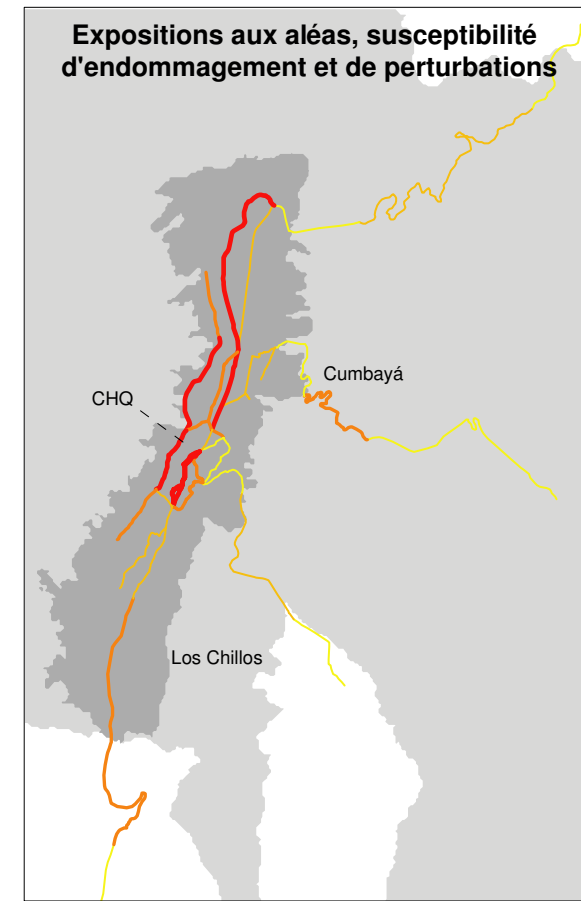 Expositions aux aléas, susceptibilité
d'endommagement et de perturbations
Cumbayá
CHQ
Los Chillos